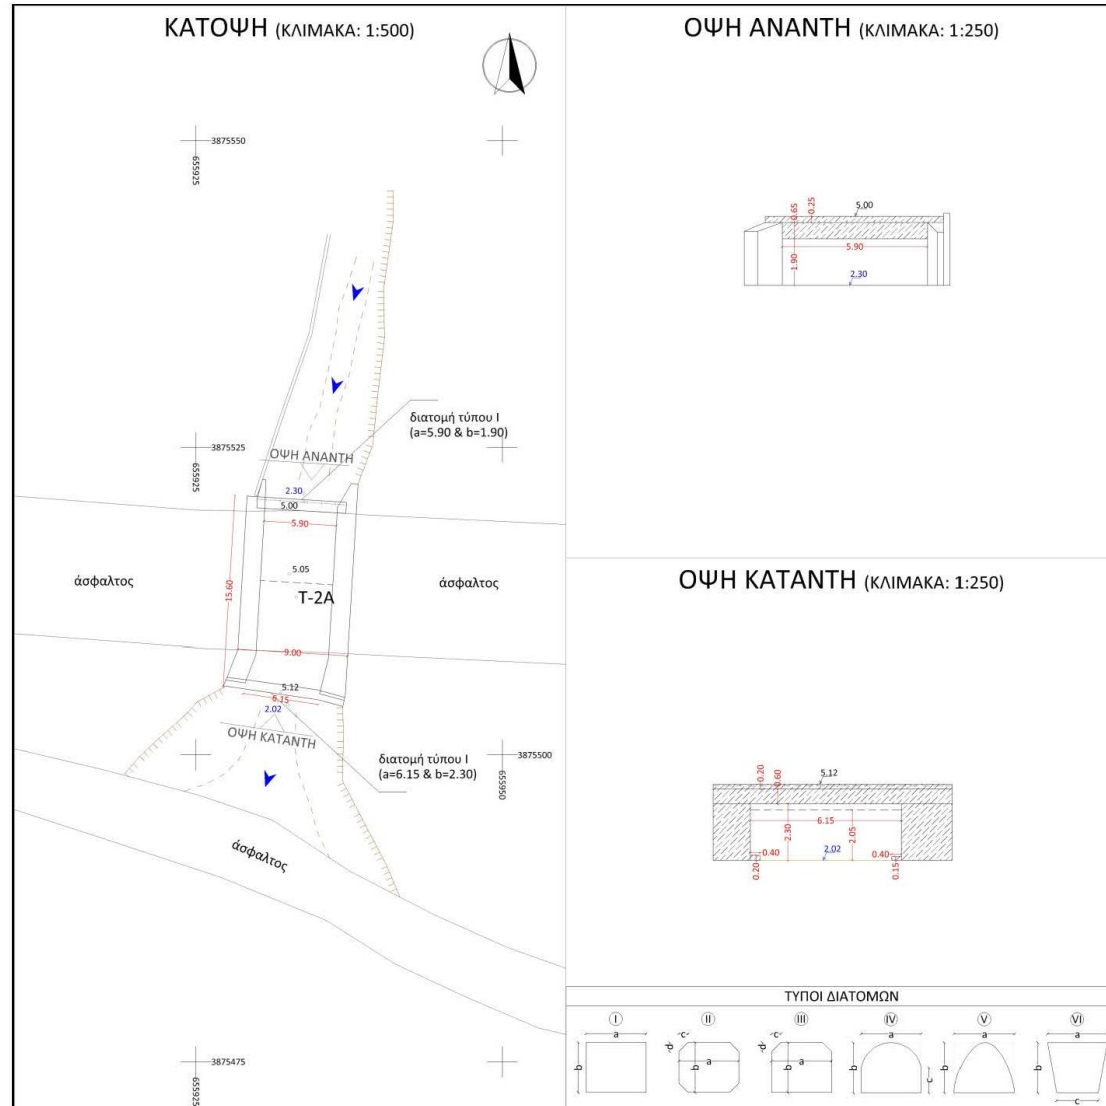 ΚΑΤΟΨΗ (ΚΛΙΜΑΚΑ: 1:500)
3875550
655925
3875525
655925
διατομή τύπου Ι
(a=5.90 & b=1.90)
ΟΨΗ ΑΝΑΝΤΗ
2.30
5.00
5.90
άσφαλτος
15.60
5.05
Τ-2Α
άσφαλτος
9.00
5.12
6.15
2.02
ΟΨΗ ΚΑΤΑΝΤΗ
διατομή τύπου Ι
(a=6.15 & b=2.30)
3875500
655950
άσφαλτος
3875475
655925
ΟΨΗ ΑΝΑΝΤΗ (ΚΛΙΜΑΚΑ: 1:250)
0.65
0.25
5.00
5.90
1.90
2.30
ΟΨΗ ΚΑΤΑΝΤΗ (ΚΛΙΜΑΚΑ: 1:250)
0.20
0.60
5.12
6.15
2.30
2.05
2.02
0.40
0.40
0.20
0.15
ΤΥΠΟΙ ΔΙΑΤΟΜΩΝ
I II III IV V VI
a c c a a a
d d
b b a b a b c b b
c